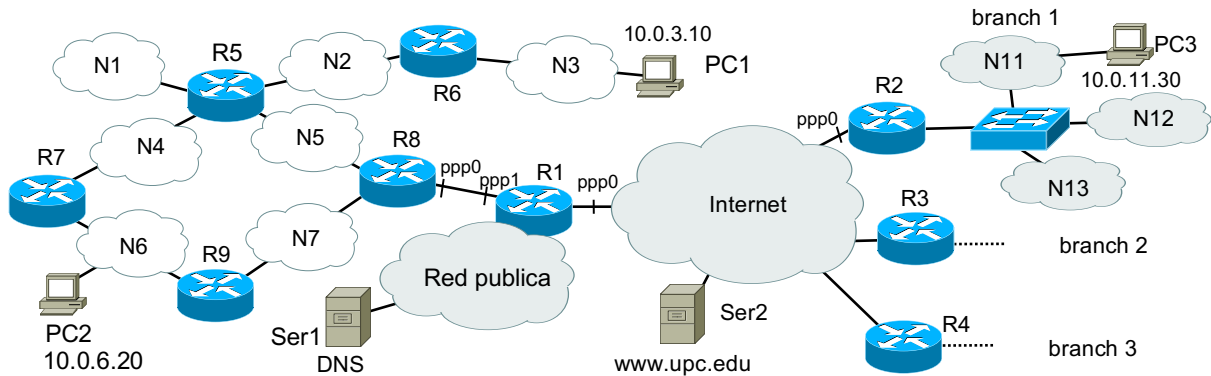 N1
R5
N2
R6
N3
10.0.3.10
PC1
N4
N5
R7
R8
ppp0
ppp1
R1
ppp0
N6
R9
N7
PC2
10.0.6.20
Red publica
Ser1
DNS
Internet
Ser2
www.upc.edu
ppp0
R2
branch 1
N11
PC3
10.0.11.30
N12
N13
R3
branch 2
R4
branch 3